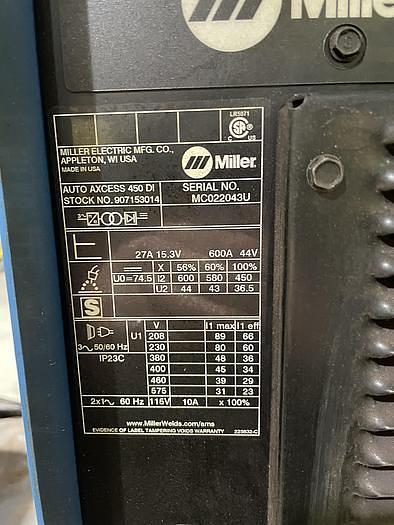 Miller
LR5871
C US
MILLER ELECTRIC MFG. CO.,
APPLETON, WI USA
MADE IN USA
Miller
AUTO AXCESS 450 DI
STOCK NO. 907153014
SERIAL NO.
MC022043U
27A 15.3V 600A 44V
X 56% 60% 100%
U0=74.5 I2 600 580 450
U2 44 43 36.5
S
U1 V I1 max I1 eff
208 89 66
3~ 50/60 Hz 230 80 60
IP23C 380 48 36
400 45 34
460 39 29
575 31 23
2x1~ 60 Hz 115V 10A x 100%
www.MillerWelds.com/ams
EVIDENCE OF LABEL TAMPERING VOIDS WARRANTY 225632-C